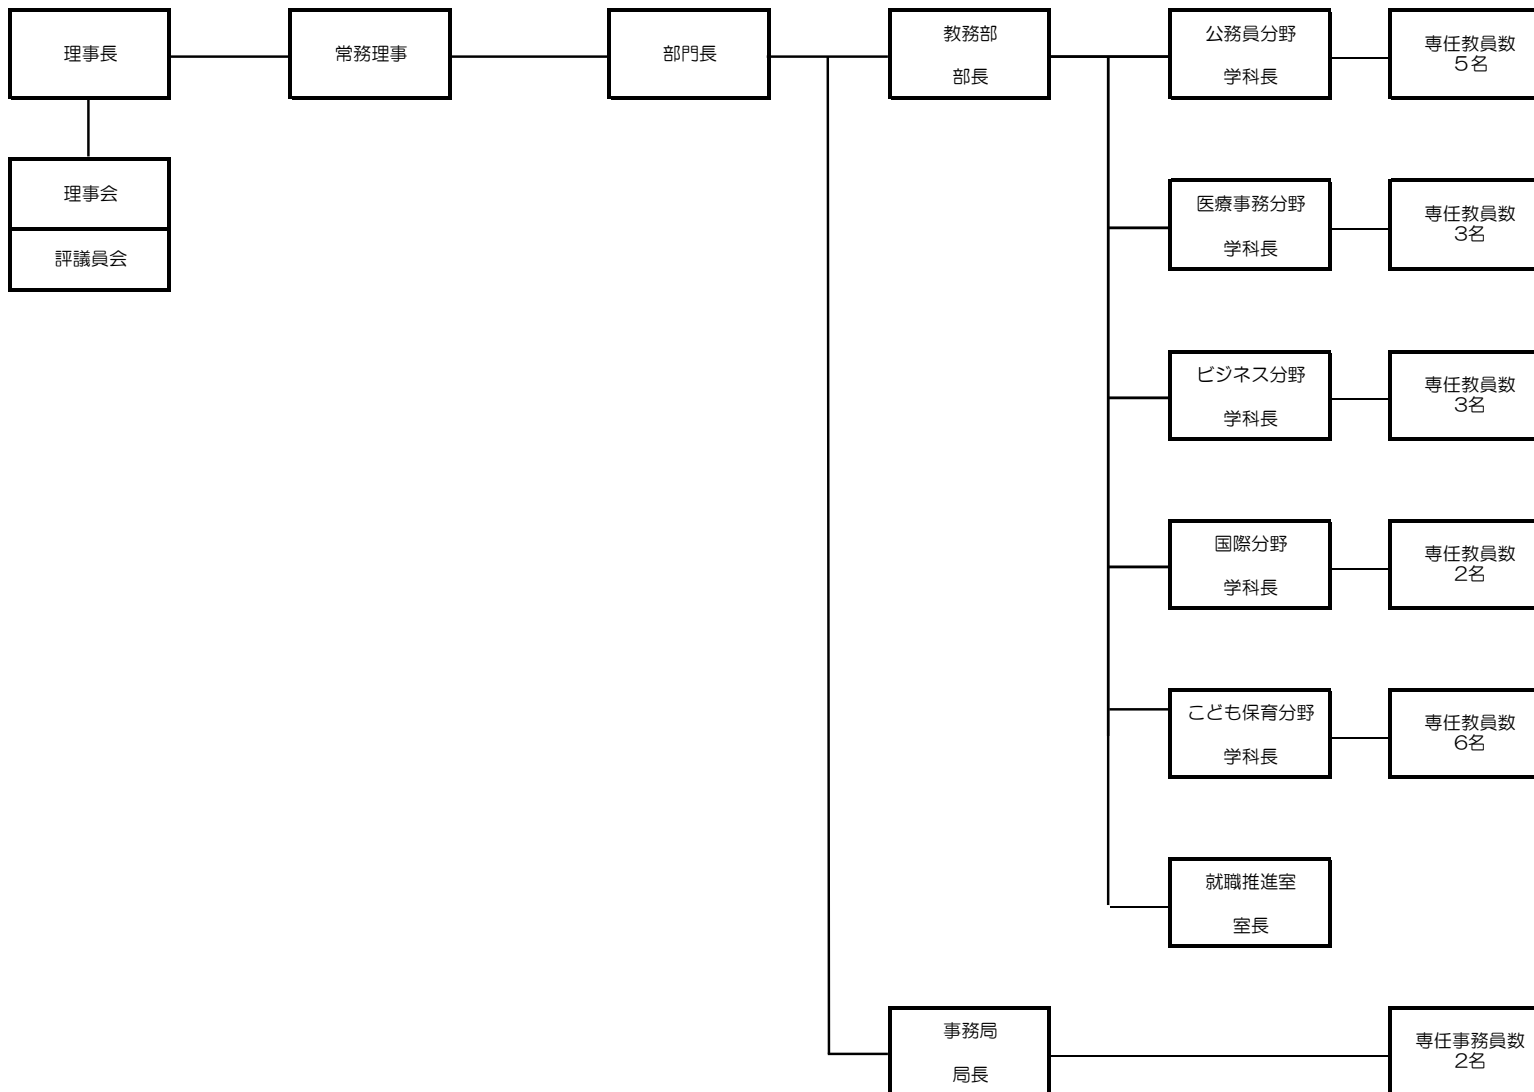 理事長
常務理事
部門長
教務部
部長
公務員分野
学科長
専任教員数
5名
理事会
評議員会
医療事務分野
学科長
専任教員数
3名
ビジネス分野
学科長
専任教員数
3名
国際分野
学科長
専任教員数
2名
こども保育分野
学科長
専任教員数
6名
就職推進室
室長
事務局
局長
専任事務員数
2名